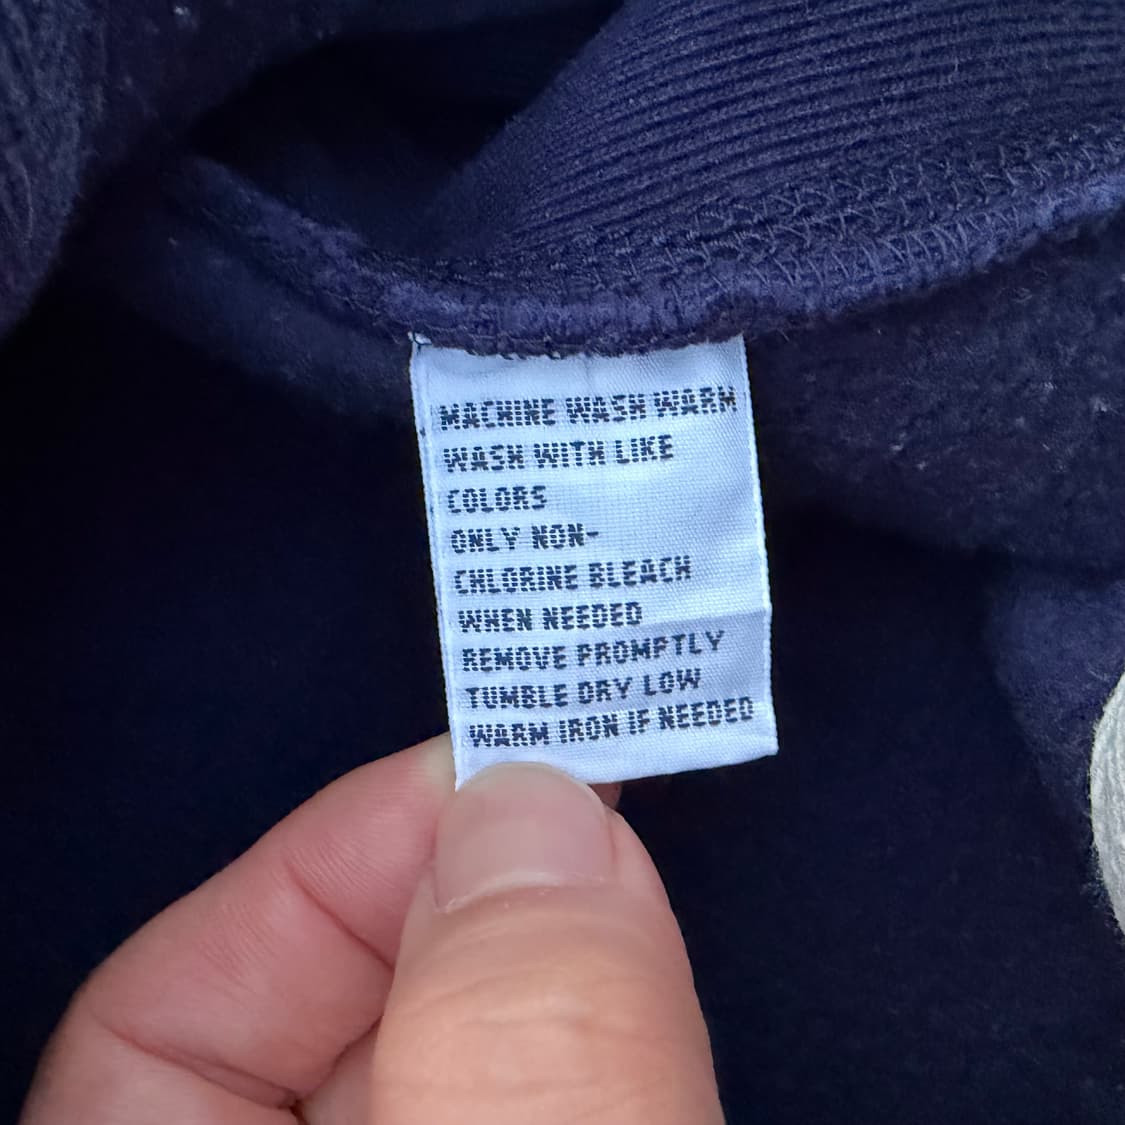 MACHINE WASH WARM
WASH WITH LIKE
COLORS
ONLY NON-
CHLORINE BLEACH
WHEN NEEDED
REMOVE PROMPTLY
TUMBLE DRY LOW
WARM IRON IF NEEDED